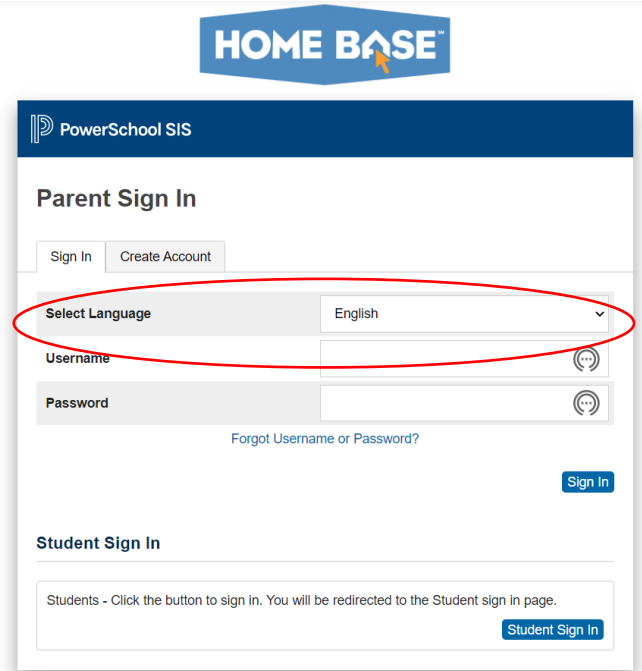 HOME BASE℠
PowerSchool SIS
Parent Sign In
Sign In Create Account
Select Language English
Username
Password
Forgot Username or Password?
Sign In
Student Sign In
Students - Click the button to sign in. You will be redirected to the Student sign in page.
Student Sign In